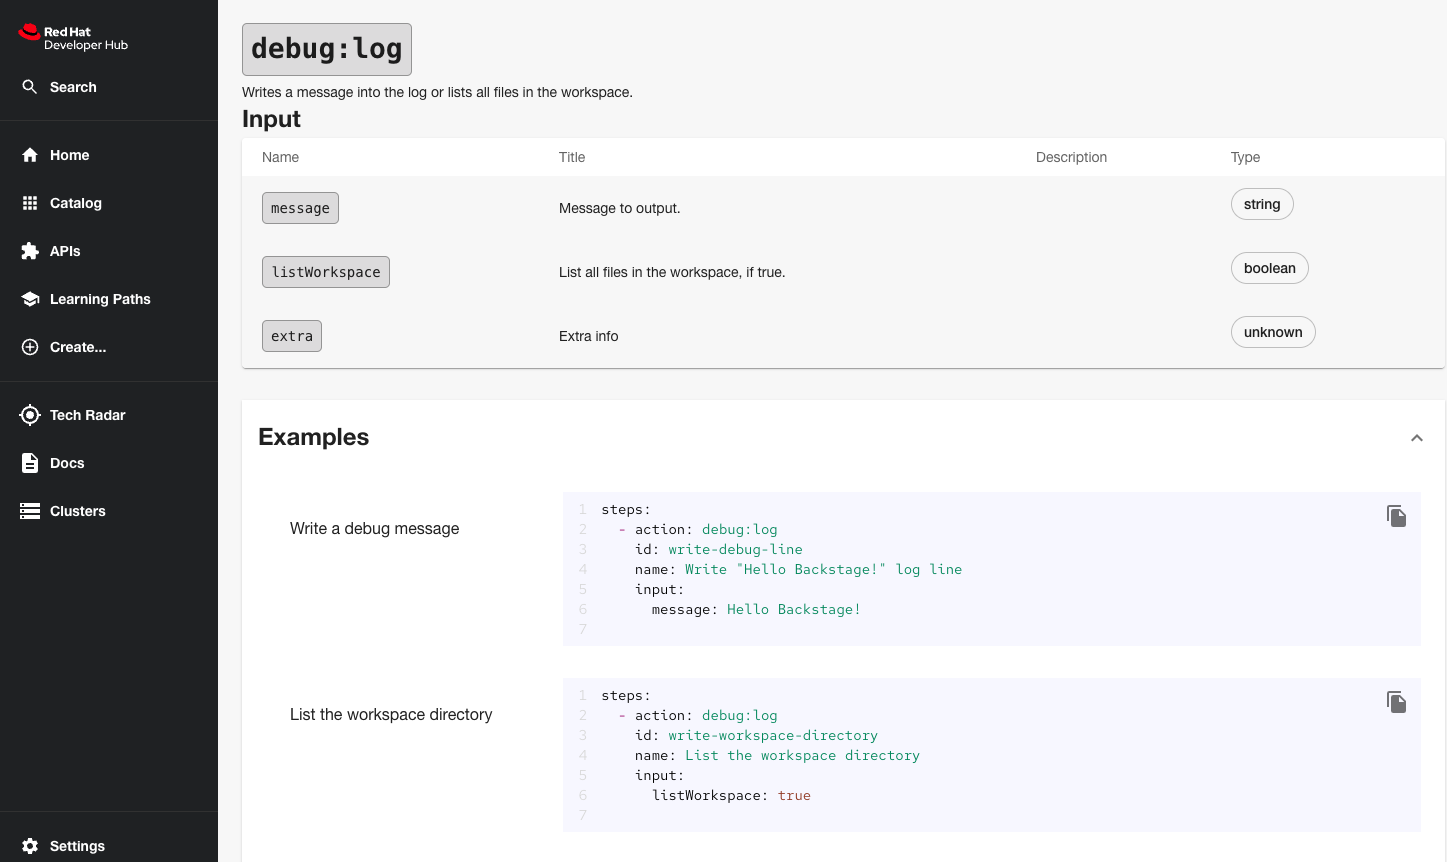 Red Hat
Developer Hub
Search
Home
Catalog
APIs
Learning Paths
Create...
Tech Radar
Docs
Clusters
Settings
debug:log
Writes a message into the log or lists all files in the workspace.
Input
Name Title Description Type
message Message to output. string
listWorkspace List all files in the workspace, if true. boolean
extra Extra info unknown
Examples
Write a debug message
1 steps:
2   - action: debug:log
3     id: write-debug-line
4     name: Write "Hello Backstage!" log line
5     input:
6       message: Hello Backstage!
7
List the workspace directory
1 steps:
2   - action: debug:log
3     id: write-workspace-directory
4     name: List the workspace directory
5     input:
6       listWorkspace: true
7